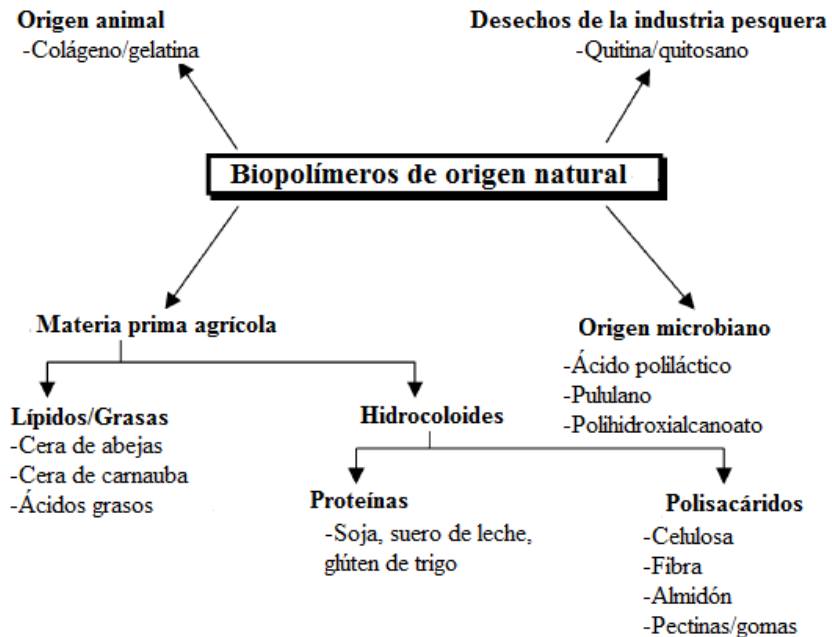 Origen animal
-Colágeno/gelatina
Desechos de la industria pesquera
-Quitina/quitosano
Biopolímeros de origen natural
Materia prima agrícola
Origen microbiano
-Ácido poliláctico
-Pululano
-Polihidroxialcanoato
Lípidos/Grasas
-Cera de abejas
-Cera de carnauba
-Ácidos grasos
Hidrocoloides
Proteínas
-Soja, suero de leche,
glúten de trigo
Polisacáridos
-Celulosa
-Fibra
-Almidón
-Pectinas/gomas